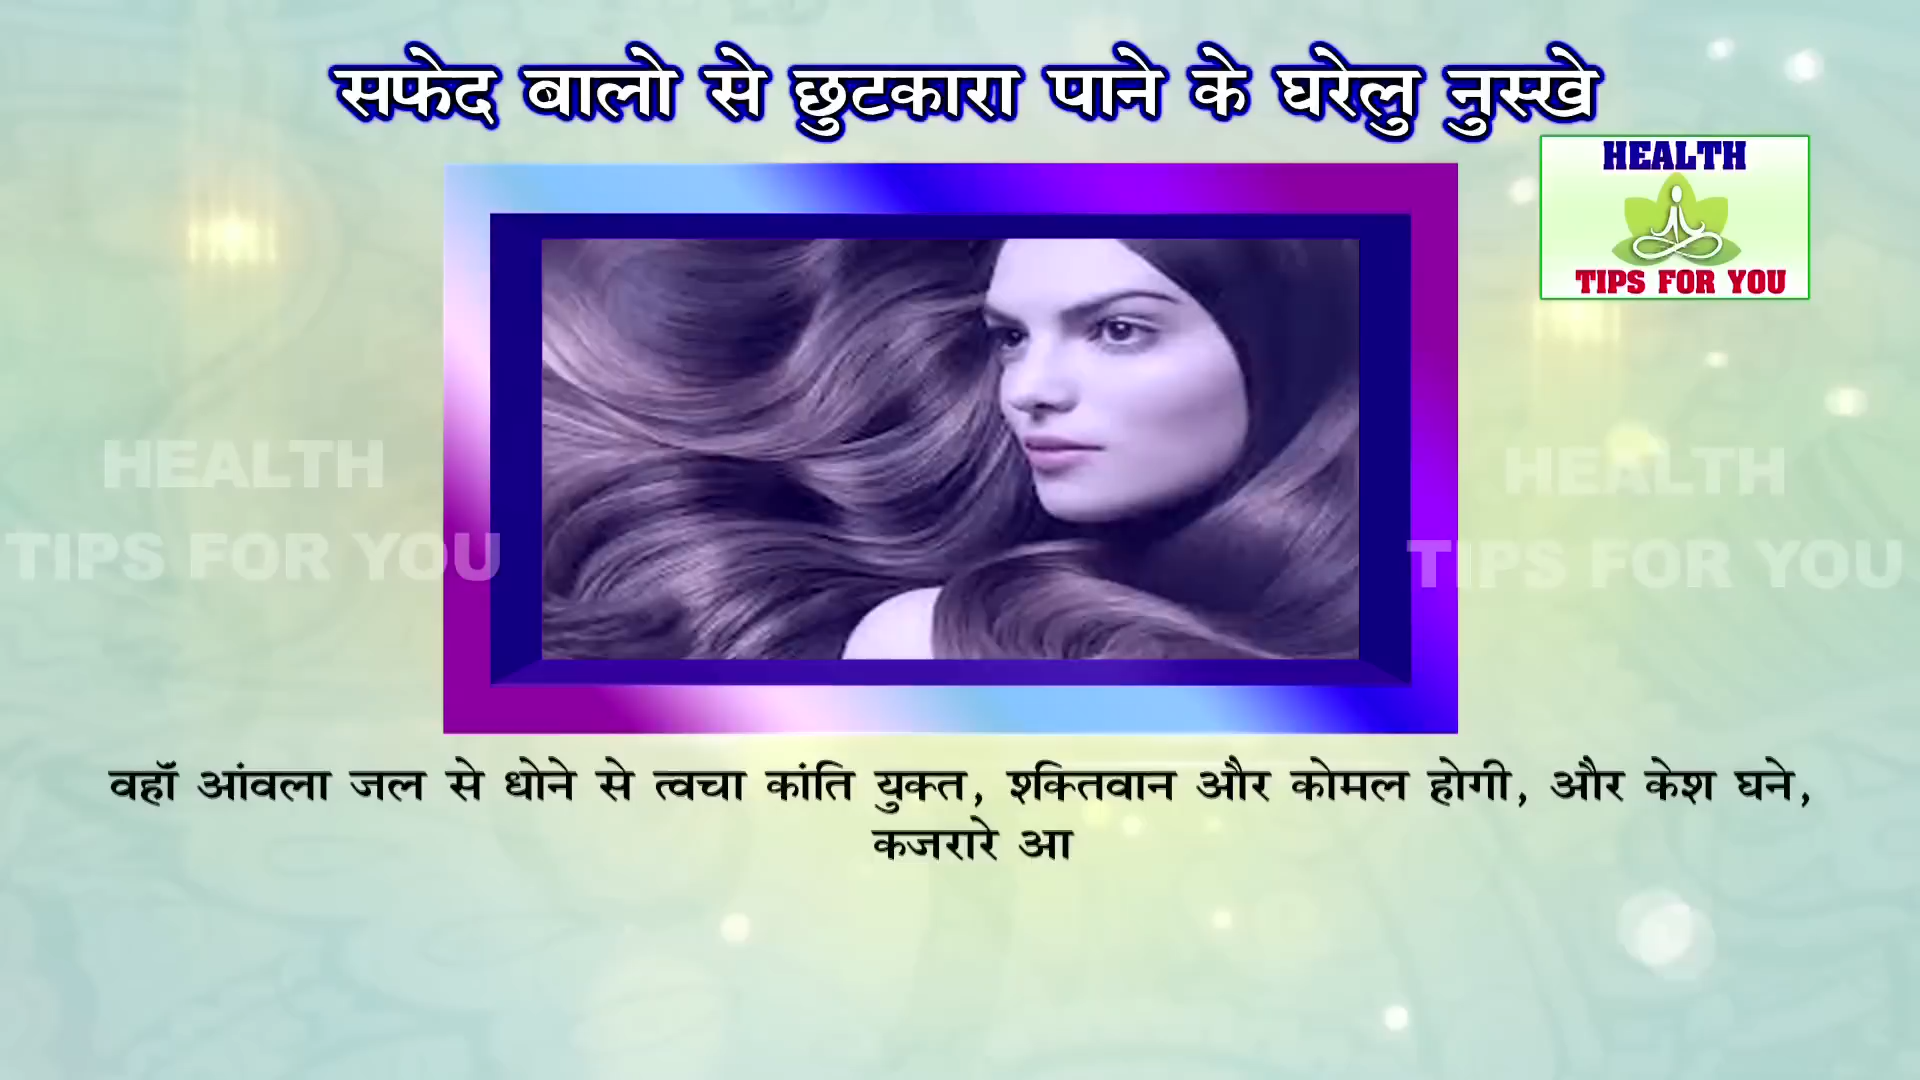 सफेद बालो से छुटकारा पाने के घरेलु नुस्खे
HEALTH
TIPS FOR YOU
HEALTH
TIPS FOR YOU
HEALTH
TIPS FOR YOU
वहॉ आंवला जल से धोने से त्वचा कांति युक्त, श्क्तिवान और कोमल होगी, और केश घने,
कजरारे आ